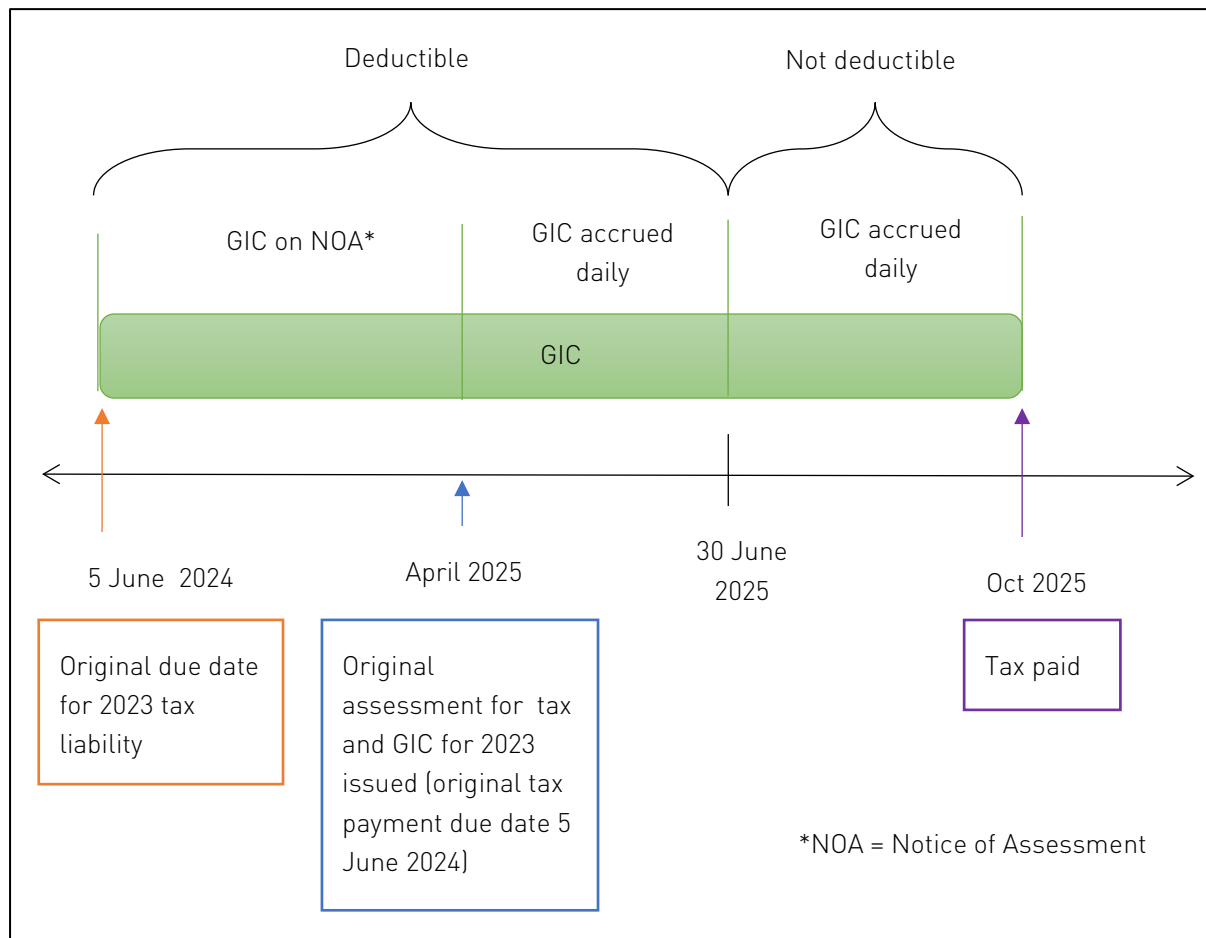 Deductible
Not deductible
GIC on NOA*
GIC accrued
daily
GIC accrued
daily
GIC
5 June 2024
April 2025
30 June
2025
Oct 2025
Original due date
for 2023 tax
liability
Original
assessment for tax
and GIC for 2023
issued (original tax
payment due date 5
June 2024)
Tax paid
*NOA = Notice of Assessment